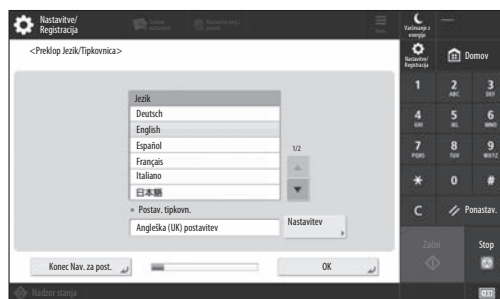 Nastavitve/
Registracija
<Preklop Jezik/Tipkovnica>
Jezik
Deutsch
English
Español
Français
Italiano
日本語
1/2
Postav. tipkovn.
Angleška (UK) postavitev
Nastavitev
Konec Nav. za post.
OK
Nadzor stanja
Varčevanje z
energijo
Nastavitve/
Registracija
Domov
1
2
ABC
3
DEF
4
GHI
5
JKL
6
MNO
7
PQRS
8
TUV
9
WXYZ
*
0
#
C
Ponastav.
Začni
Stop